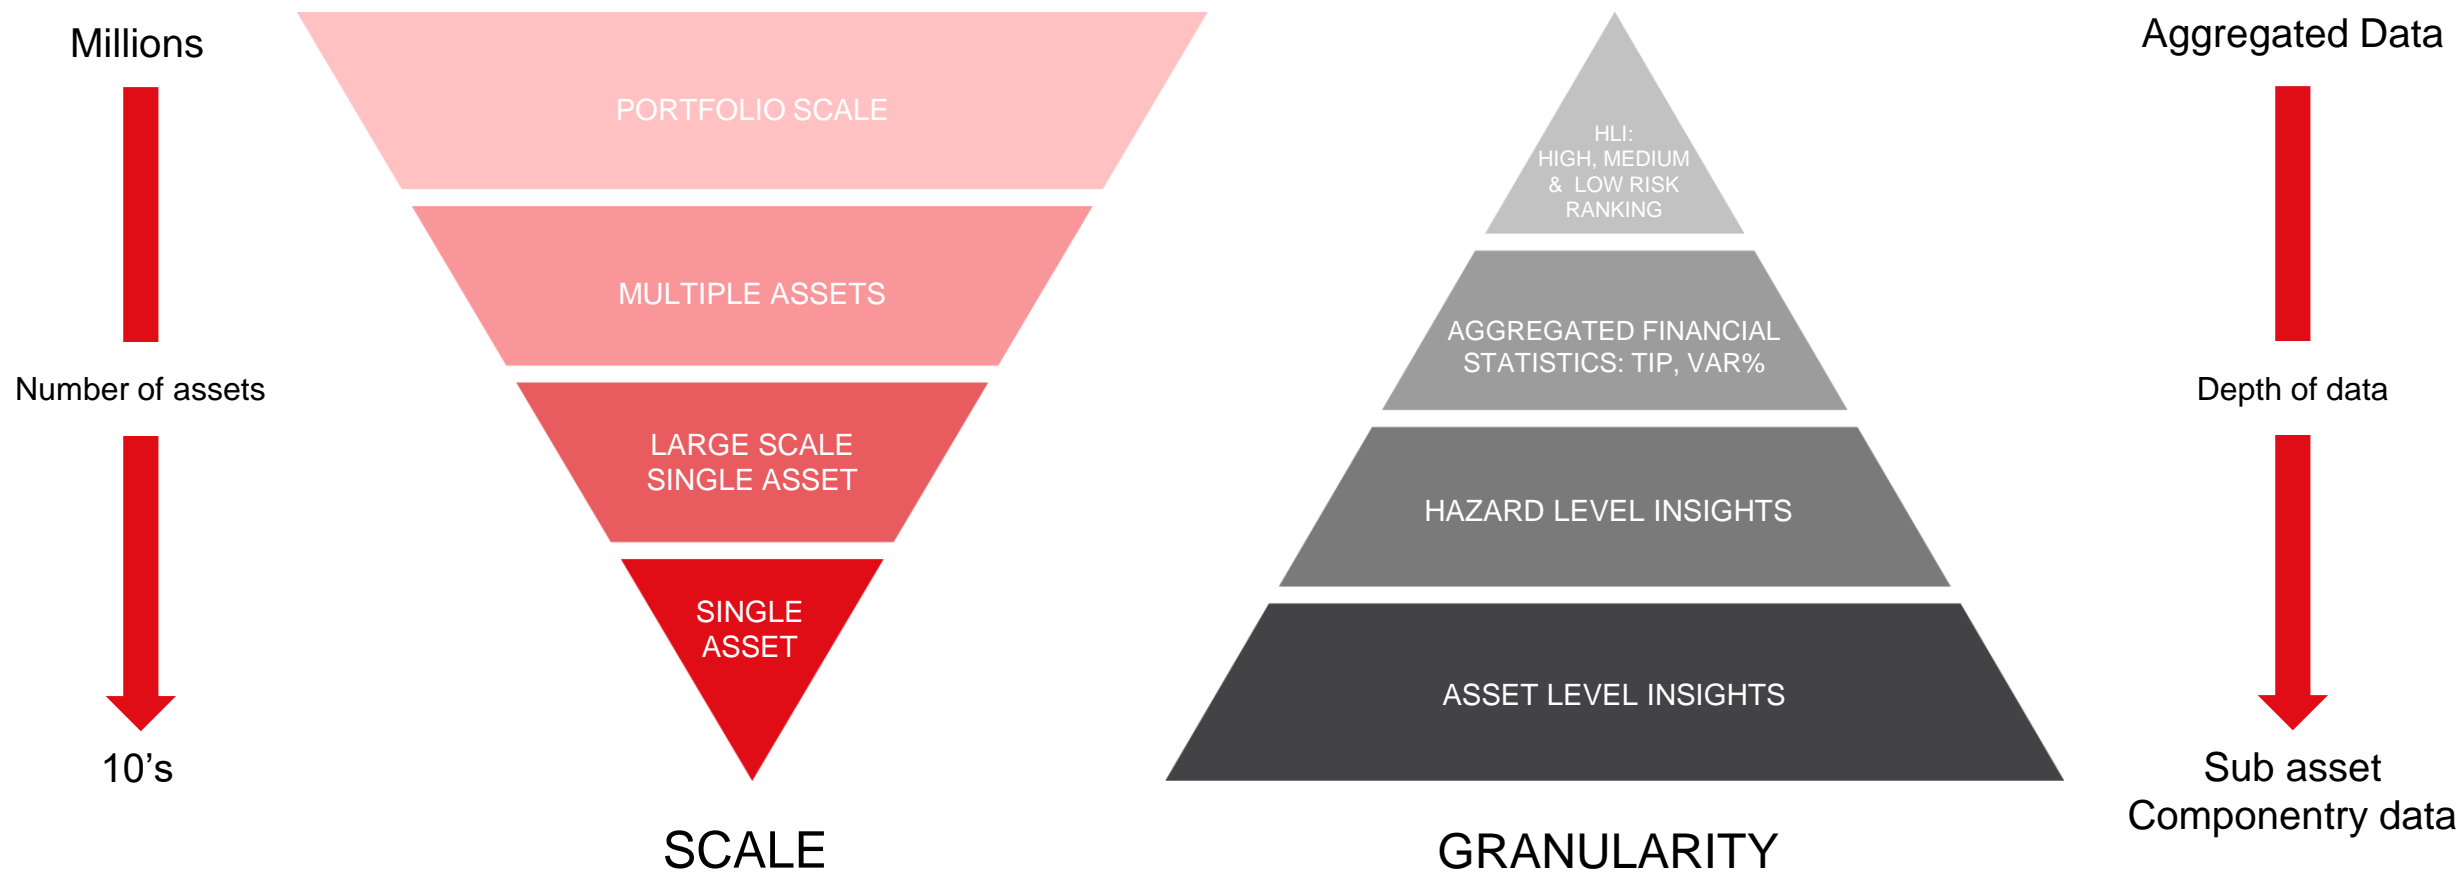 Millions
Number of assets
10’s
PORTFOLIO SCALE
MULTIPLE ASSETS
LARGE SCALE
SINGLE ASSET
SINGLE
ASSET
SCALE
HLI:
HIGH, MEDIUM
& LOW RISK
RANKING
AGGREGATED FINANCIAL
STATISTICS: TIP, VAR%
HAZARD LEVEL INSIGHTS
ASSET LEVEL INSIGHTS
GRANULARITY
Aggregated Data
Depth of data
Sub asset
Componentry data